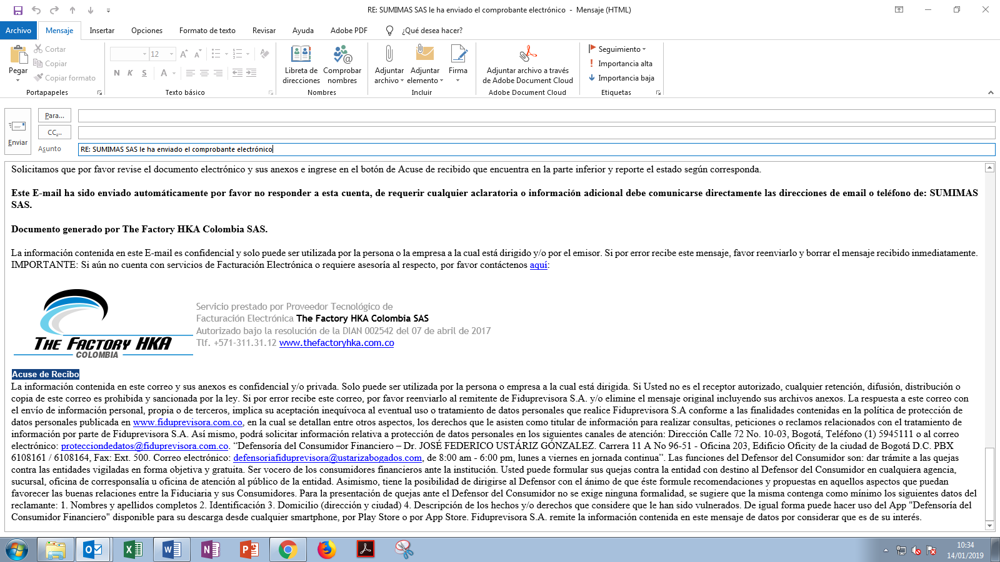 RE: SUMIMAS SAS le ha enviado el comprobante electrónico - Mensaje (HTML)
Archivo Mensaje Insertar Opciones Formato de texto Revisar Ayuda Adobe PDF ¿Qué desea hacer?
Pegar
Cortar
Copiar
Copiar formato
Portapapeles
12
N K S A
Texto básico
Libreta de direcciones
Comprobar nombres
Nombres
Adjuntar archivo
Adjuntar elemento
Firma
Incluir
Adjuntar archivo a través
de Adobe Document Cloud
Adobe Document Cloud
Seguimiento
Importancia alta
Importancia baja
Etiquetas
Enviar
Para...
CC...
Asunto RE: SUMIMAS SAS le ha enviado el comprobante electrónico
Solicitamos que por favor revise el documento electrónico y sus anexos e ingrese en el botón de Acuse de recibido que encuentra en la parte inferior y reporte el estado según corresponda.
Este E-mail ha sido enviado automáticamente por favor no responder a esta cuenta, de requerir cualquier aclaratoria o información adicional debe comunicarse directamente las direcciones de email o teléfono de: SUMIMAS
SAS.
Documento generado por The Factory HKA Colombia SAS.
La información contenida en este E-mail es confidencial y solo puede ser utilizada por la persona o la empresa a la cual está dirigido y/o por el emisor. Si por error recibe este mensaje, favor reenviarlo y borrar el mensaje recibido inmediatamente.
IMPORTANTE: Si aún no cuenta con servicios de Facturación Electrónica o requiere asesoría al respecto, por favor contáctenos aquí:
THE FACTORY HKA
COLOMBIA
Servicio prestado por Proveedor Tecnológico de
Facturación Electrónica The Factory HKA Colombia SAS
Autorizado bajo la resolución de la DIAN 002542 del 07 de abril de 2017
Tlf. +571-311.31.12 www.thefactoryhka.com.co
Acuse de Recibo
La información contenida en este correo y sus anexos es confidencial y/o privada. Solo puede ser utilizada por la persona o empresa a la cual está dirigida. Si Usted no es el receptor autorizado, cualquier retención, difusión, distribución o
copia de este correo es prohibida y sancionada por la ley. Si por error recibe este correo, por favor reenviarlo al remitente de Fiduprevisora S.A. y/o elimine el mensaje original incluyendo sus archivos anexos. La respuesta a este correo con
el envío de información personal, propia o de terceros, implica su aceptación inequívoca al eventual uso o tratamiento de datos personales que realice Fiduprevisora S.A conforme a las finalidades contenidas en la política de protección de
datos personales publicada en www.fiduprevisora.com.co, en la cual se detallan entre otros aspectos, los derechos que le asisten como titular de información para realizar consultas, peticiones o reclamos relacionados con el tratamiento de
información por parte de Fiduprevisora S.A. Así mismo, podrá solicitar información relativa a protección de datos personales en los siguientes canales de atención: Dirección Calle 72 No. 10-03, Bogotá, Teléfono (1) 5945111 o al correo
electrónico: protecciondedatos@fiduprevisora.com.co. “Defensoría del Consumidor Financiero – Dr. JOSÉ FEDERICO USTÁRIZ GÓNZALEZ. Carrera 11 A No 96-51 - Oficina 203, Edificio Oficity de la ciudad de Bogotá D.C. PBX
6108161 / 6108164, Fax: Ext. 500. Correo electrónico: defensoriafiduprevisora@ustarizabogados.com, de 8:00 am - 6:00 pm, lunes a viernes en jornada continua”. Las funciones del Defensor del Consumidor son: dar trámite a las quejas
contra las entidades vigiladas en forma objetiva y gratuita. Ser vocero de los consumidores financieros ante la institución. Usted puede formular sus quejas contra la entidad con destino al Defensor del Consumidor en cualquiera agencia,
sucursal, oficina de corresponsalía u oficina de atención al público de la entidad. Asimismo, tiene la posibilidad de dirigirse al Defensor con el ánimo de que éste formule recomendaciones y propuestas en aquellos aspectos que puedan
favorecer las buenas relaciones entre la Fiduciaria y sus Consumidores. Para la presentación de quejas ante el Defensor del Consumidor no se exige ninguna formalidad, se sugiere que la misma contenga como mínimo los siguientes datos del
reclamante: 1. Nombres y apellidos completos 2. Identificación 3. Domicilio (dirección y ciudad) 4. Descripción de los hechos y/o derechos que considere que le han sido vulnerados. De igual forma puede hacer uso del App "Defensoría del
Consumidor Financiero" disponible para su descarga desde cualquier smartphone, por Play Store o por App Store. Fiduprevisora S.A. remite la información contenida en este mensaje de datos por considerar que es de su interés.
10:34
14/01/2019